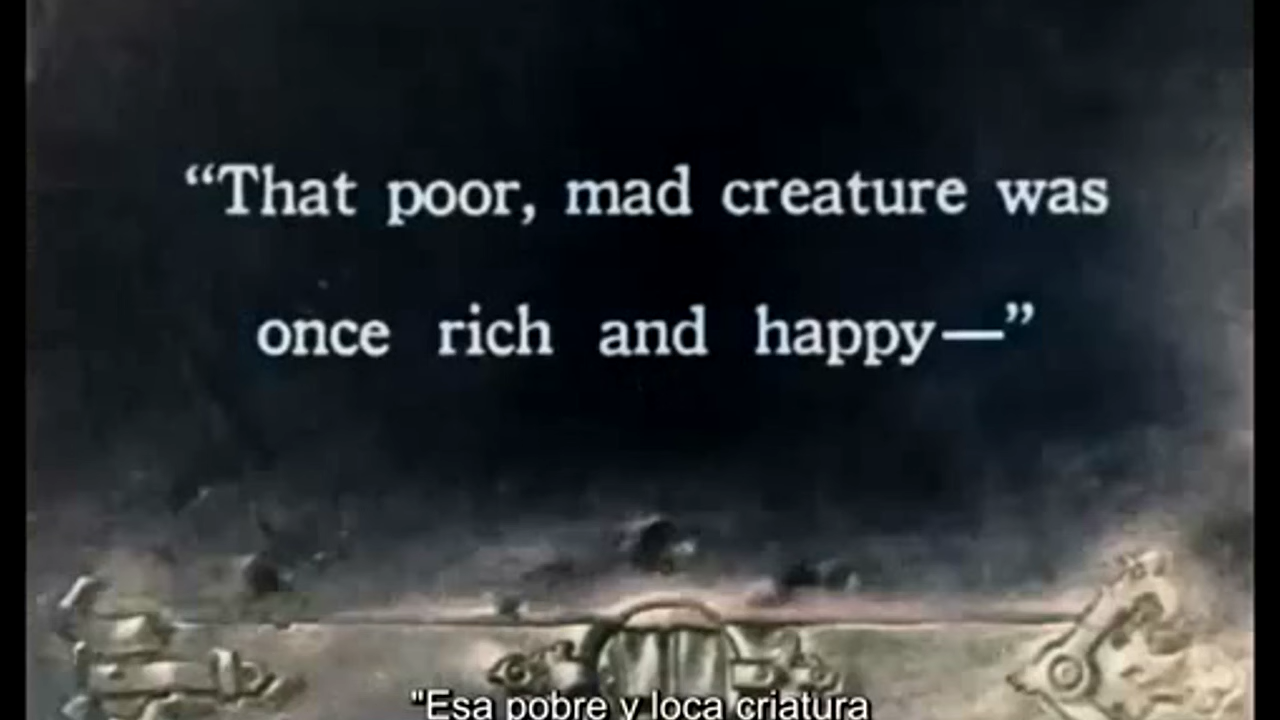 “That poor, mad creature was
once rich and happy—”
"Esa pobre y loca criatura